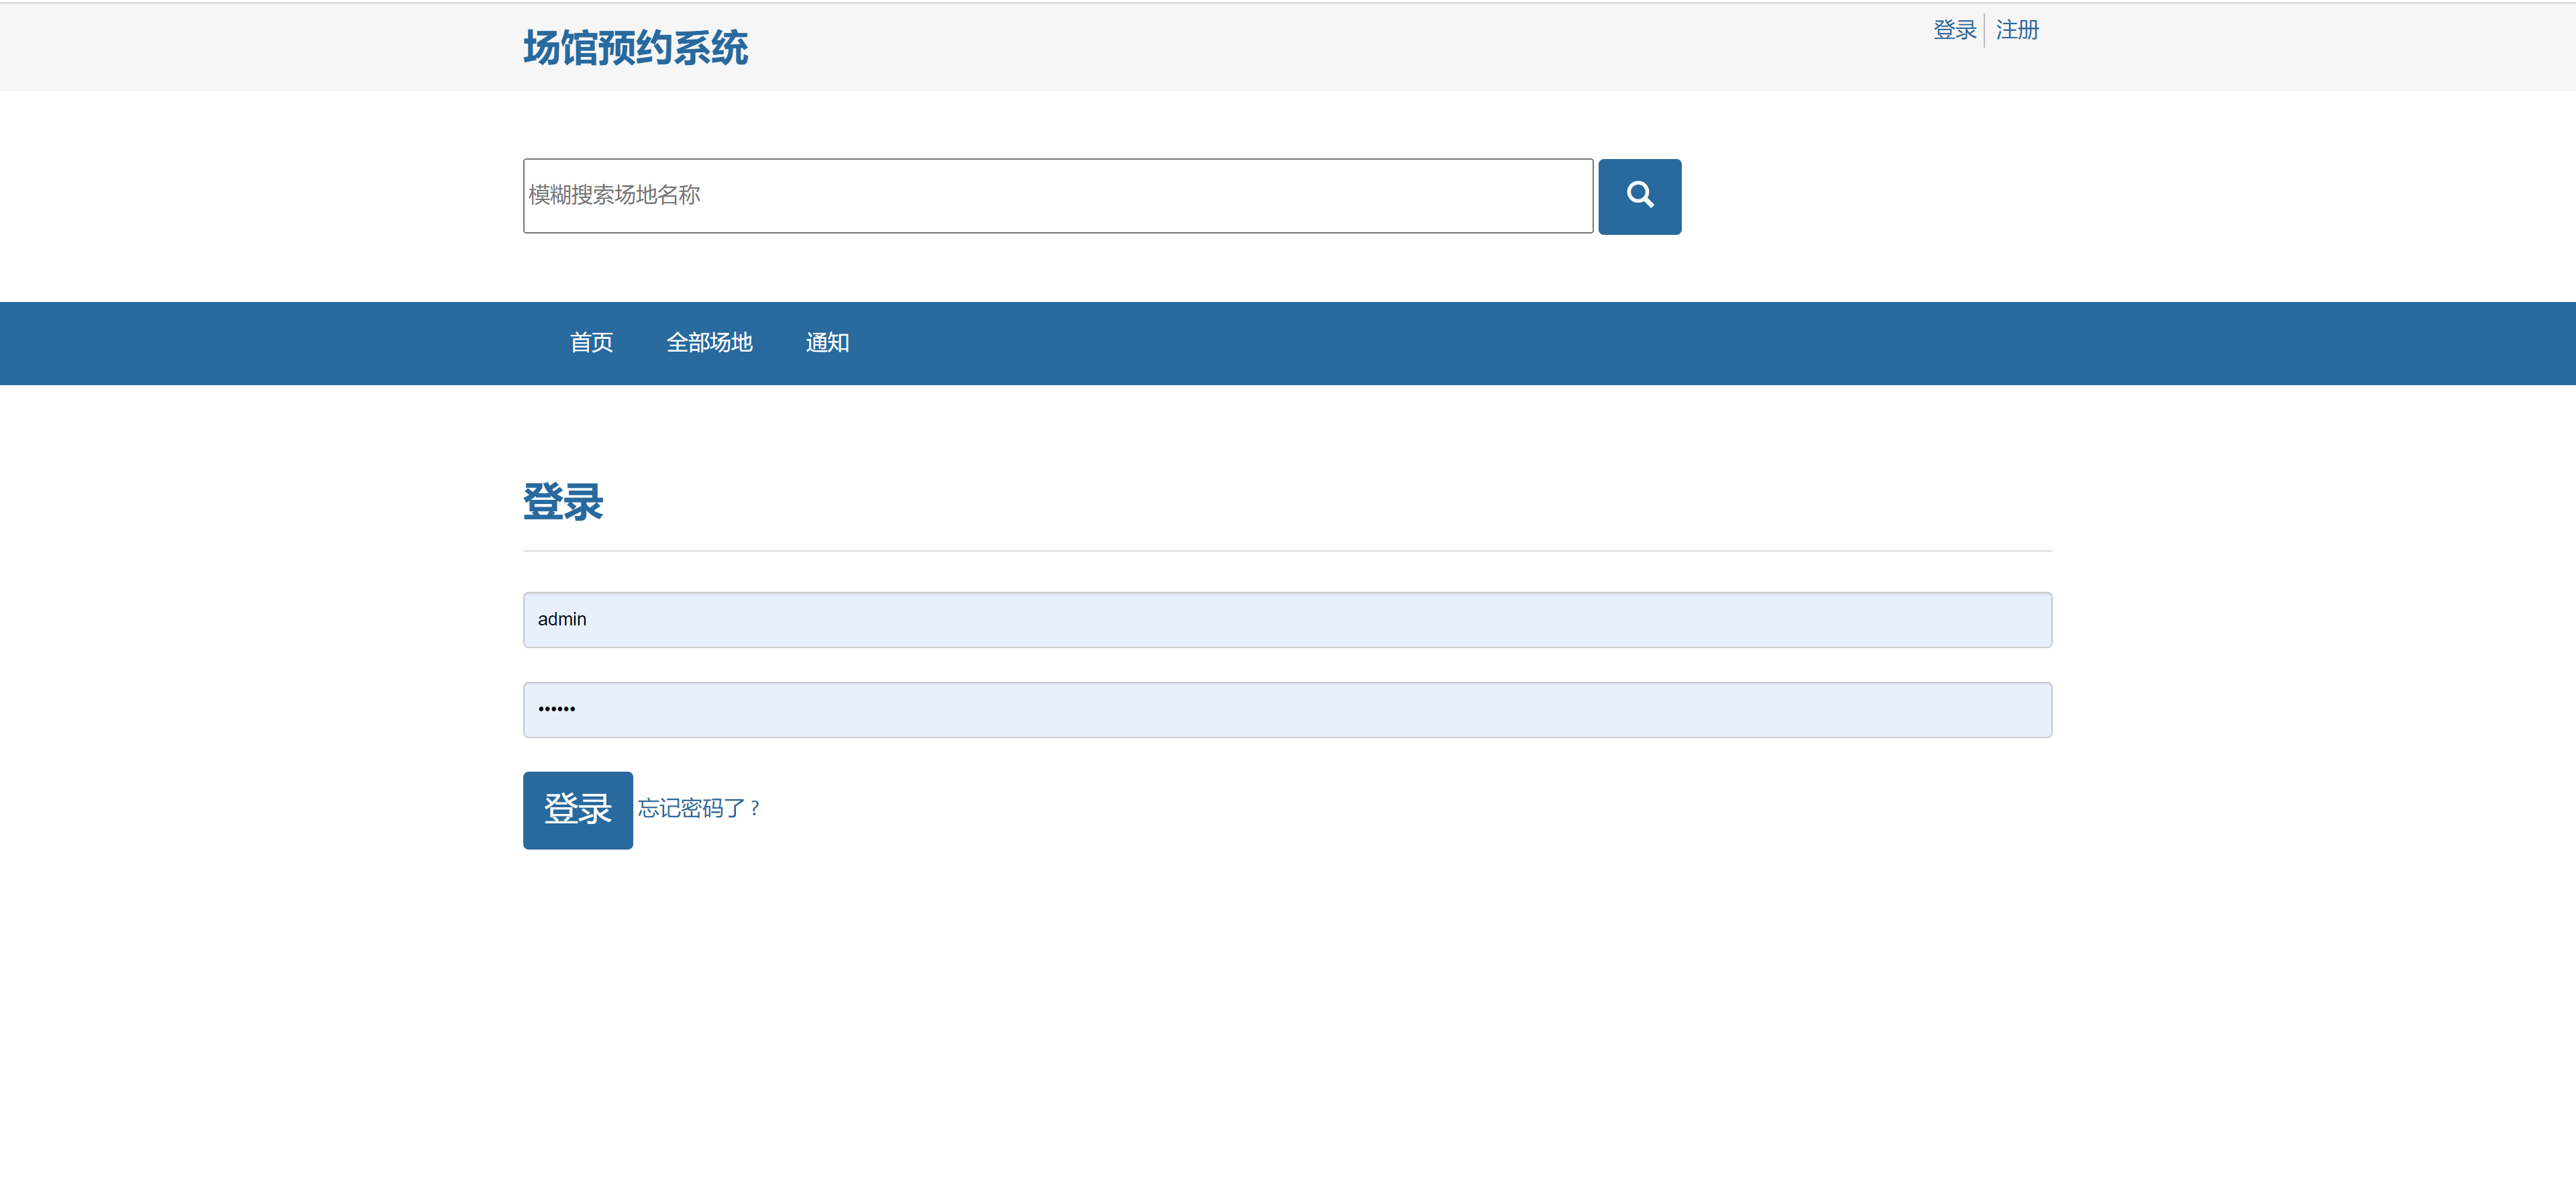 场馆预约系统
登录 注册
模糊搜索场地名称
首页 全部场地 通知
登录
admin
••••••
登录 忘记密码了？